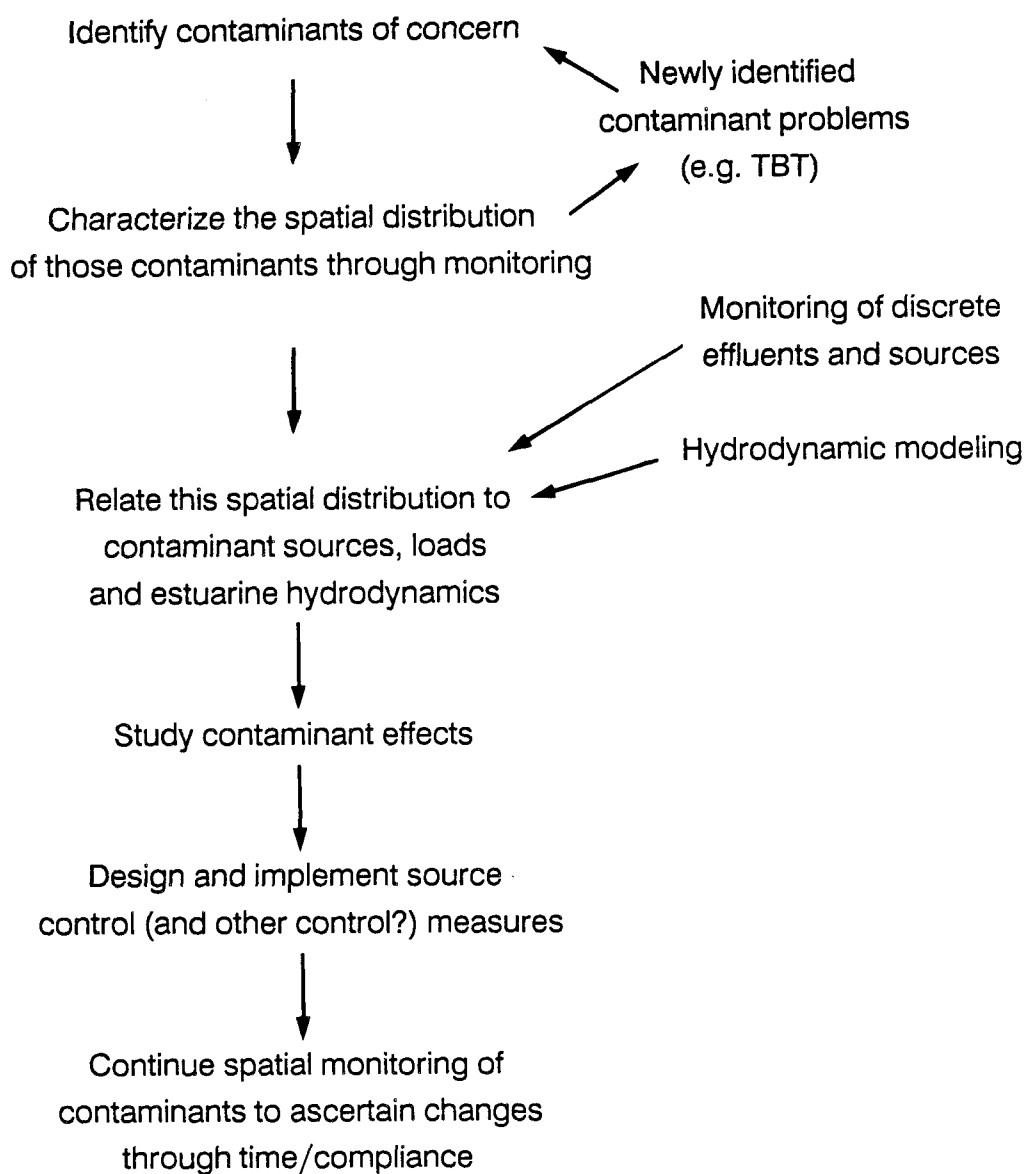 Identify contaminants of concern
Newly identified
contaminant problems
(e.g. TBT)
Characterize the spatial distribution
of those contaminants through monitoring
Monitoring of discrete
effluents and sources
Hydrodynamic modeling
Relate this spatial distribution to
contaminant sources, loads
and estuarine hydrodynamics
Study contaminant effects
Design and implement source
control (and other control?) measures
Continue spatial monitoring of
contaminants to ascertain changes
through time/compliance